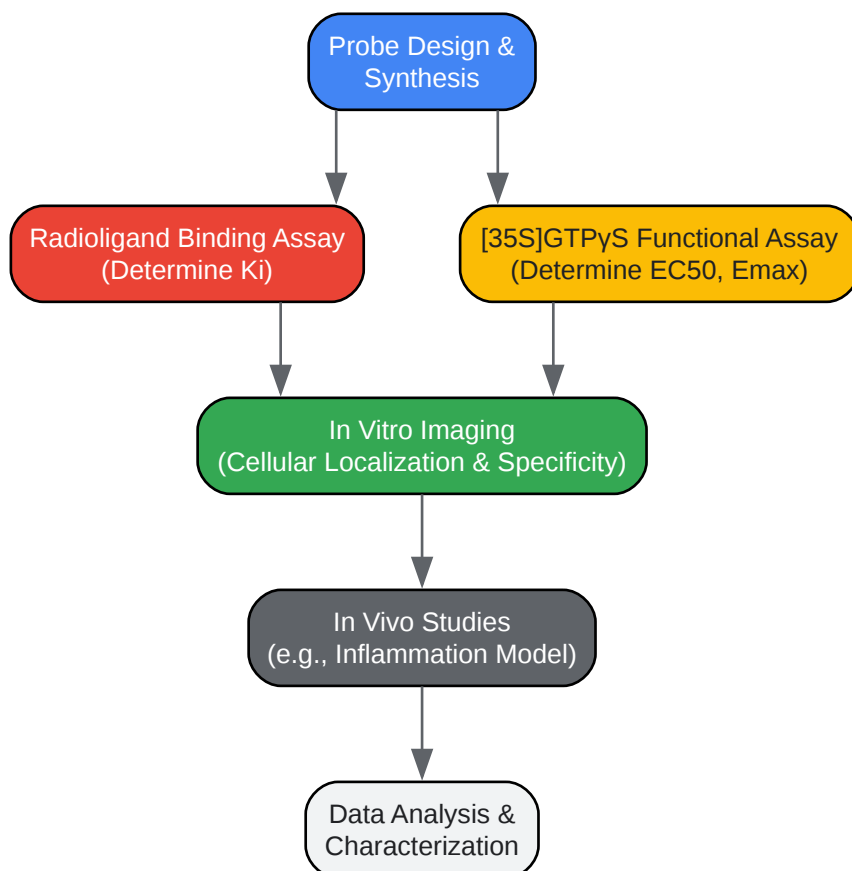 Probe Design &
Synthesis
Radioligand Binding Assay
(Determine Ki)
[35S]GTPγS Functional Assay
(Determine EC50, Emax)
In Vitro Imaging
(Cellular Localization & Specificity)
In Vivo Studies
(e.g., Inflammation Model)
Data Analysis &
Characterization